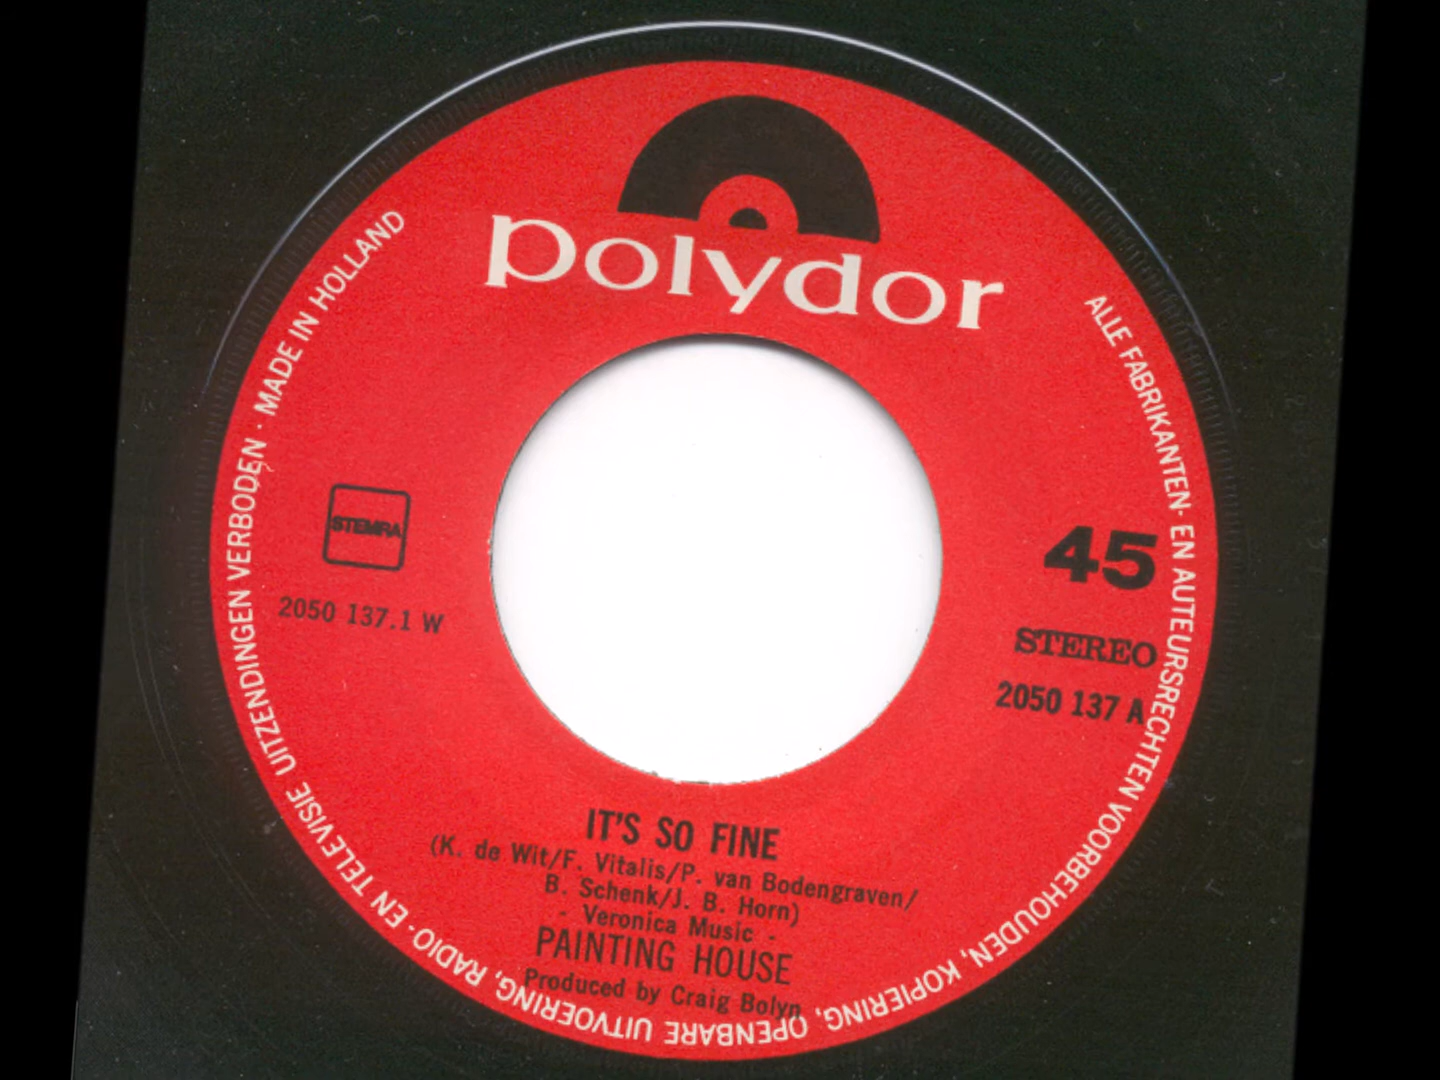 polydor
MADE IN HOLLAND
ALLE FABRIKANTEN- EN AUTEURSRECHTEN VOORBEHOUDEN, KOPIERING, OPENBARE UITVOERING, RADIO- EN TELEVISIE UITZENDINGEN VERBODEN ·
STEMRA
2050 137.1 W
45
STEREO
2050 137 A
IT'S SO FINE
(K. de Wit/F. Vitalis/P. van Bodengraven/
B. Schenk/J. B. Horn)
- Veronica Music -
PAINTING HOUSE
Produced by Craig Bolyn